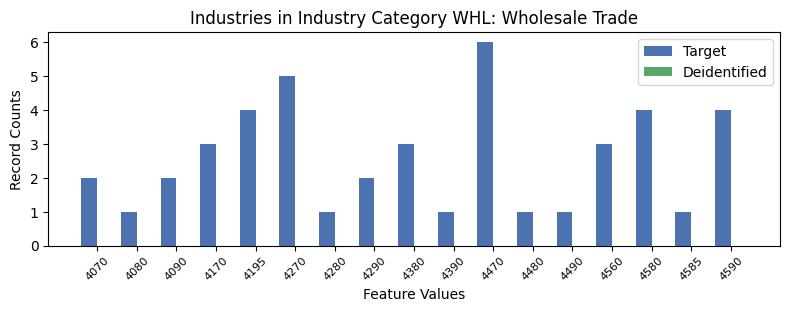 Industries in Industry Category WHL: Wholesale Trade
Record Counts
6
5
4
3
2
1
0
Target
Deidentified
4070 4080 4090 4170 4195 4270 4280 4290 4380 4390 4470 4480 4490 4560 4580 4585 4590
Feature Values